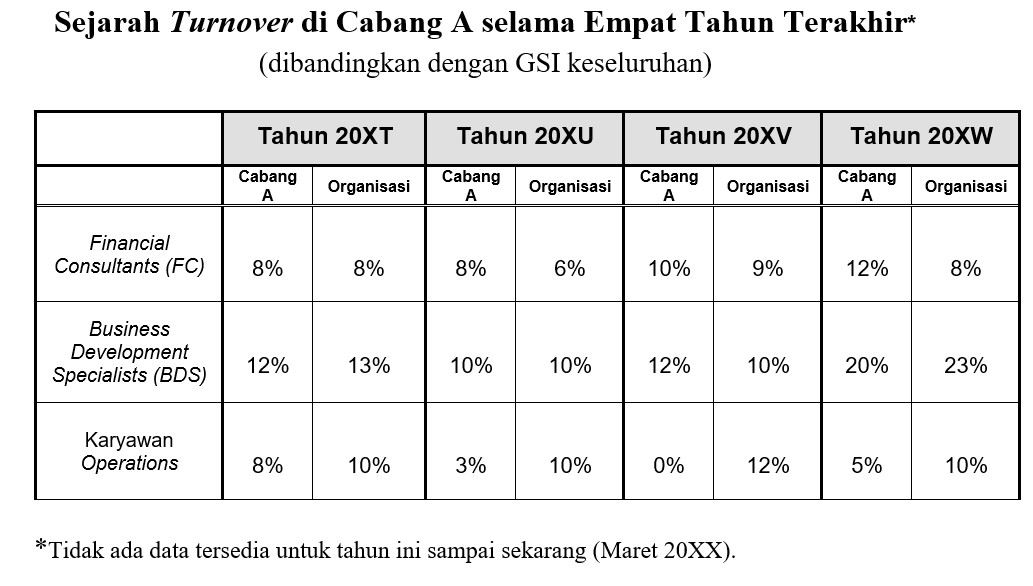 Sejarah Turnover di Cabang A selama Empat Tahun Terakhir*
(dibandingkan dengan GSI keseluruhan)
Tahun 20XT Tahun 20XU Tahun 20XV Tahun 20XW
Cabang A Organisasi Cabang A Organisasi Cabang A Organisasi Cabang A Organisasi
Financial
Consultants (FC) 8% 8% 8% 6% 10% 9% 12% 8%
Business
Development
Specialists (BDS) 12% 13% 10% 10% 12% 10% 20% 23%
Karyawan
Operations 8% 10% 3% 10% 0% 12% 5% 10%
*Tidak ada data tersedia untuk tahun ini sampai sekarang (Maret 20XX).